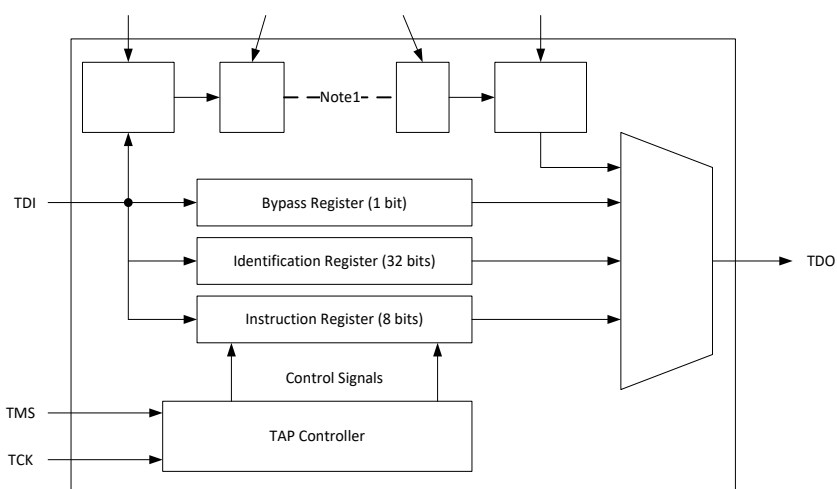 Note1
TDI
Bypass Register (1 bit)
Identification Register (32 bits)
TDO
Instruction Register (8 bits)
Control Signals
TMS
TAP Controller
TCK